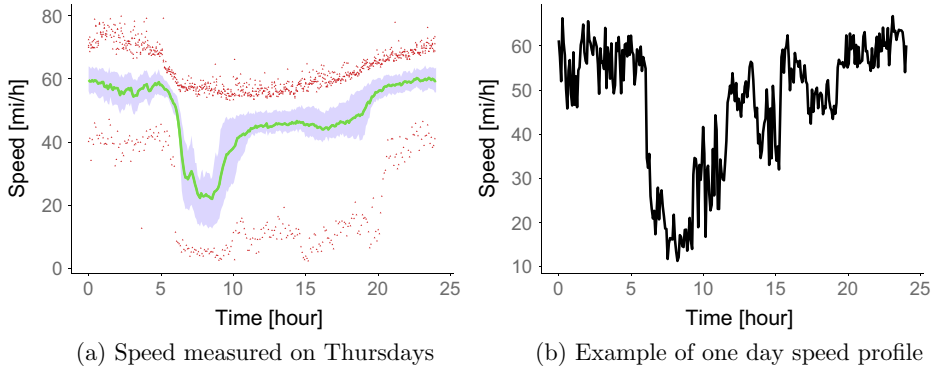 80
60
40
20
0
Speed [mi/h]
0 5 10 15 20 25
Time [hour]
(a) Speed measured on Thursdays
60
50
40
30
20
10
Speed [mi/h]
0 5 10 15 20 25
Time [hour]
(b) Example of one day speed profile